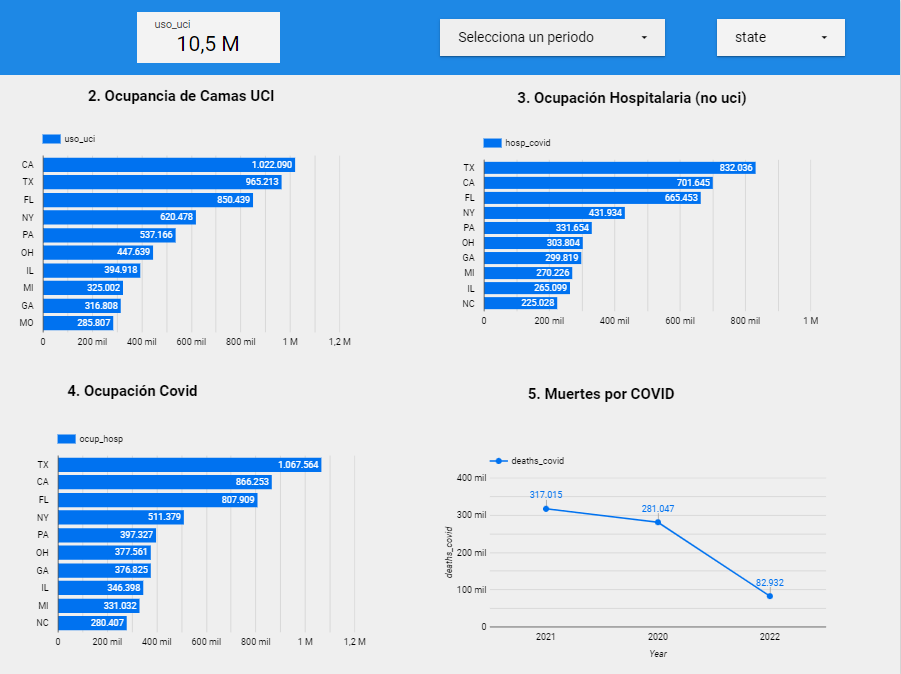 uso_uci
10,5 M
Selecciona un periodo
state
2. Ocupancia de Camas UCI
uso_uci
CA 1.022.090
TX 965.213
FL 850.439
NY 620.478
PA 537.166
OH 447.639
IL 394.918
MI 325.002
GA 316.808
MO 285.807
0 200 mil 400 mil 600 mil 800 mil 1 M 1,2 M
3. Ocupación Hospitalaria (no uci)
hosp_covid
TX 832.036
CA 701.645
FL 665.453
NY 431.934
PA 331.654
OH 303.804
GA 299.819
MI 270.226
IL 265.099
NC 225.028
0 200 mil 400 mil 600 mil 800 mil 1 M
4. Ocupación Covid
ocup_hosp
TX 1.067.564
CA 866.253
FL 807.909
NY 511.379
PA 397.327
OH 377.561
GA 376.825
IL 346.398
MI 331.032
NC 280.407
0 200 mil 400 mil 600 mil 800 mil 1 M 1,2 M
5. Muertes por COVID
deaths_covid
400 mil
300 mil
200 mil
100 mil
0
deaths_covid
317.015
281.047
82.932
2021 2020 2022
Year